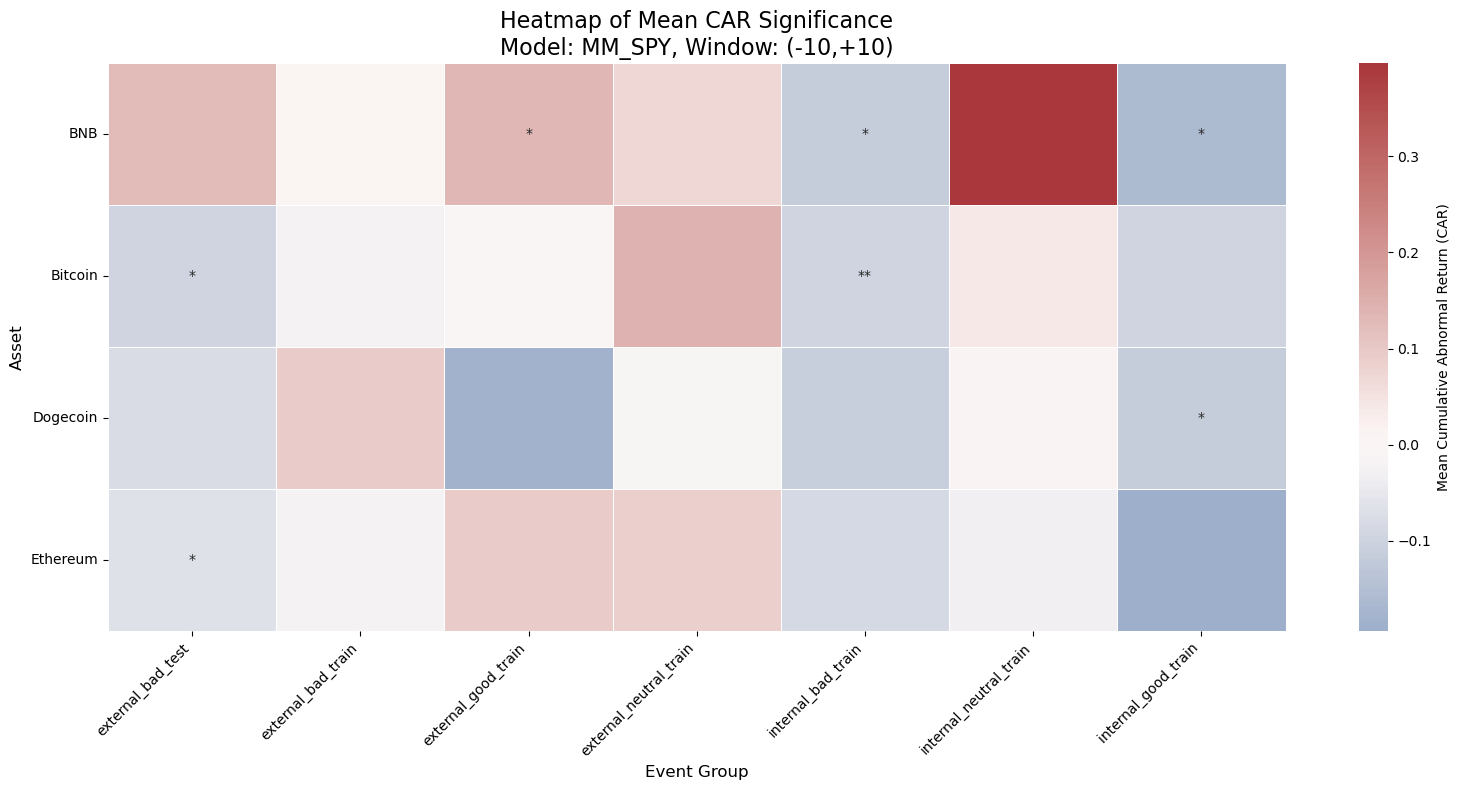 Heatmap of Mean CAR Significance
Model: MM_SPY, Window: (-10,+10)
Asset
BNB
* * *
Bitcoin
* **
Dogecoin
*
Ethereum
*
external_bad_test
external_bad_train
external_good_train
external_neutral_train
internal_bad_train
internal_neutral_train
internal_good_train
Event Group
0.3
0.2
0.1
0.0
−0.1
Mean Cumulative Abnormal Return (CAR)